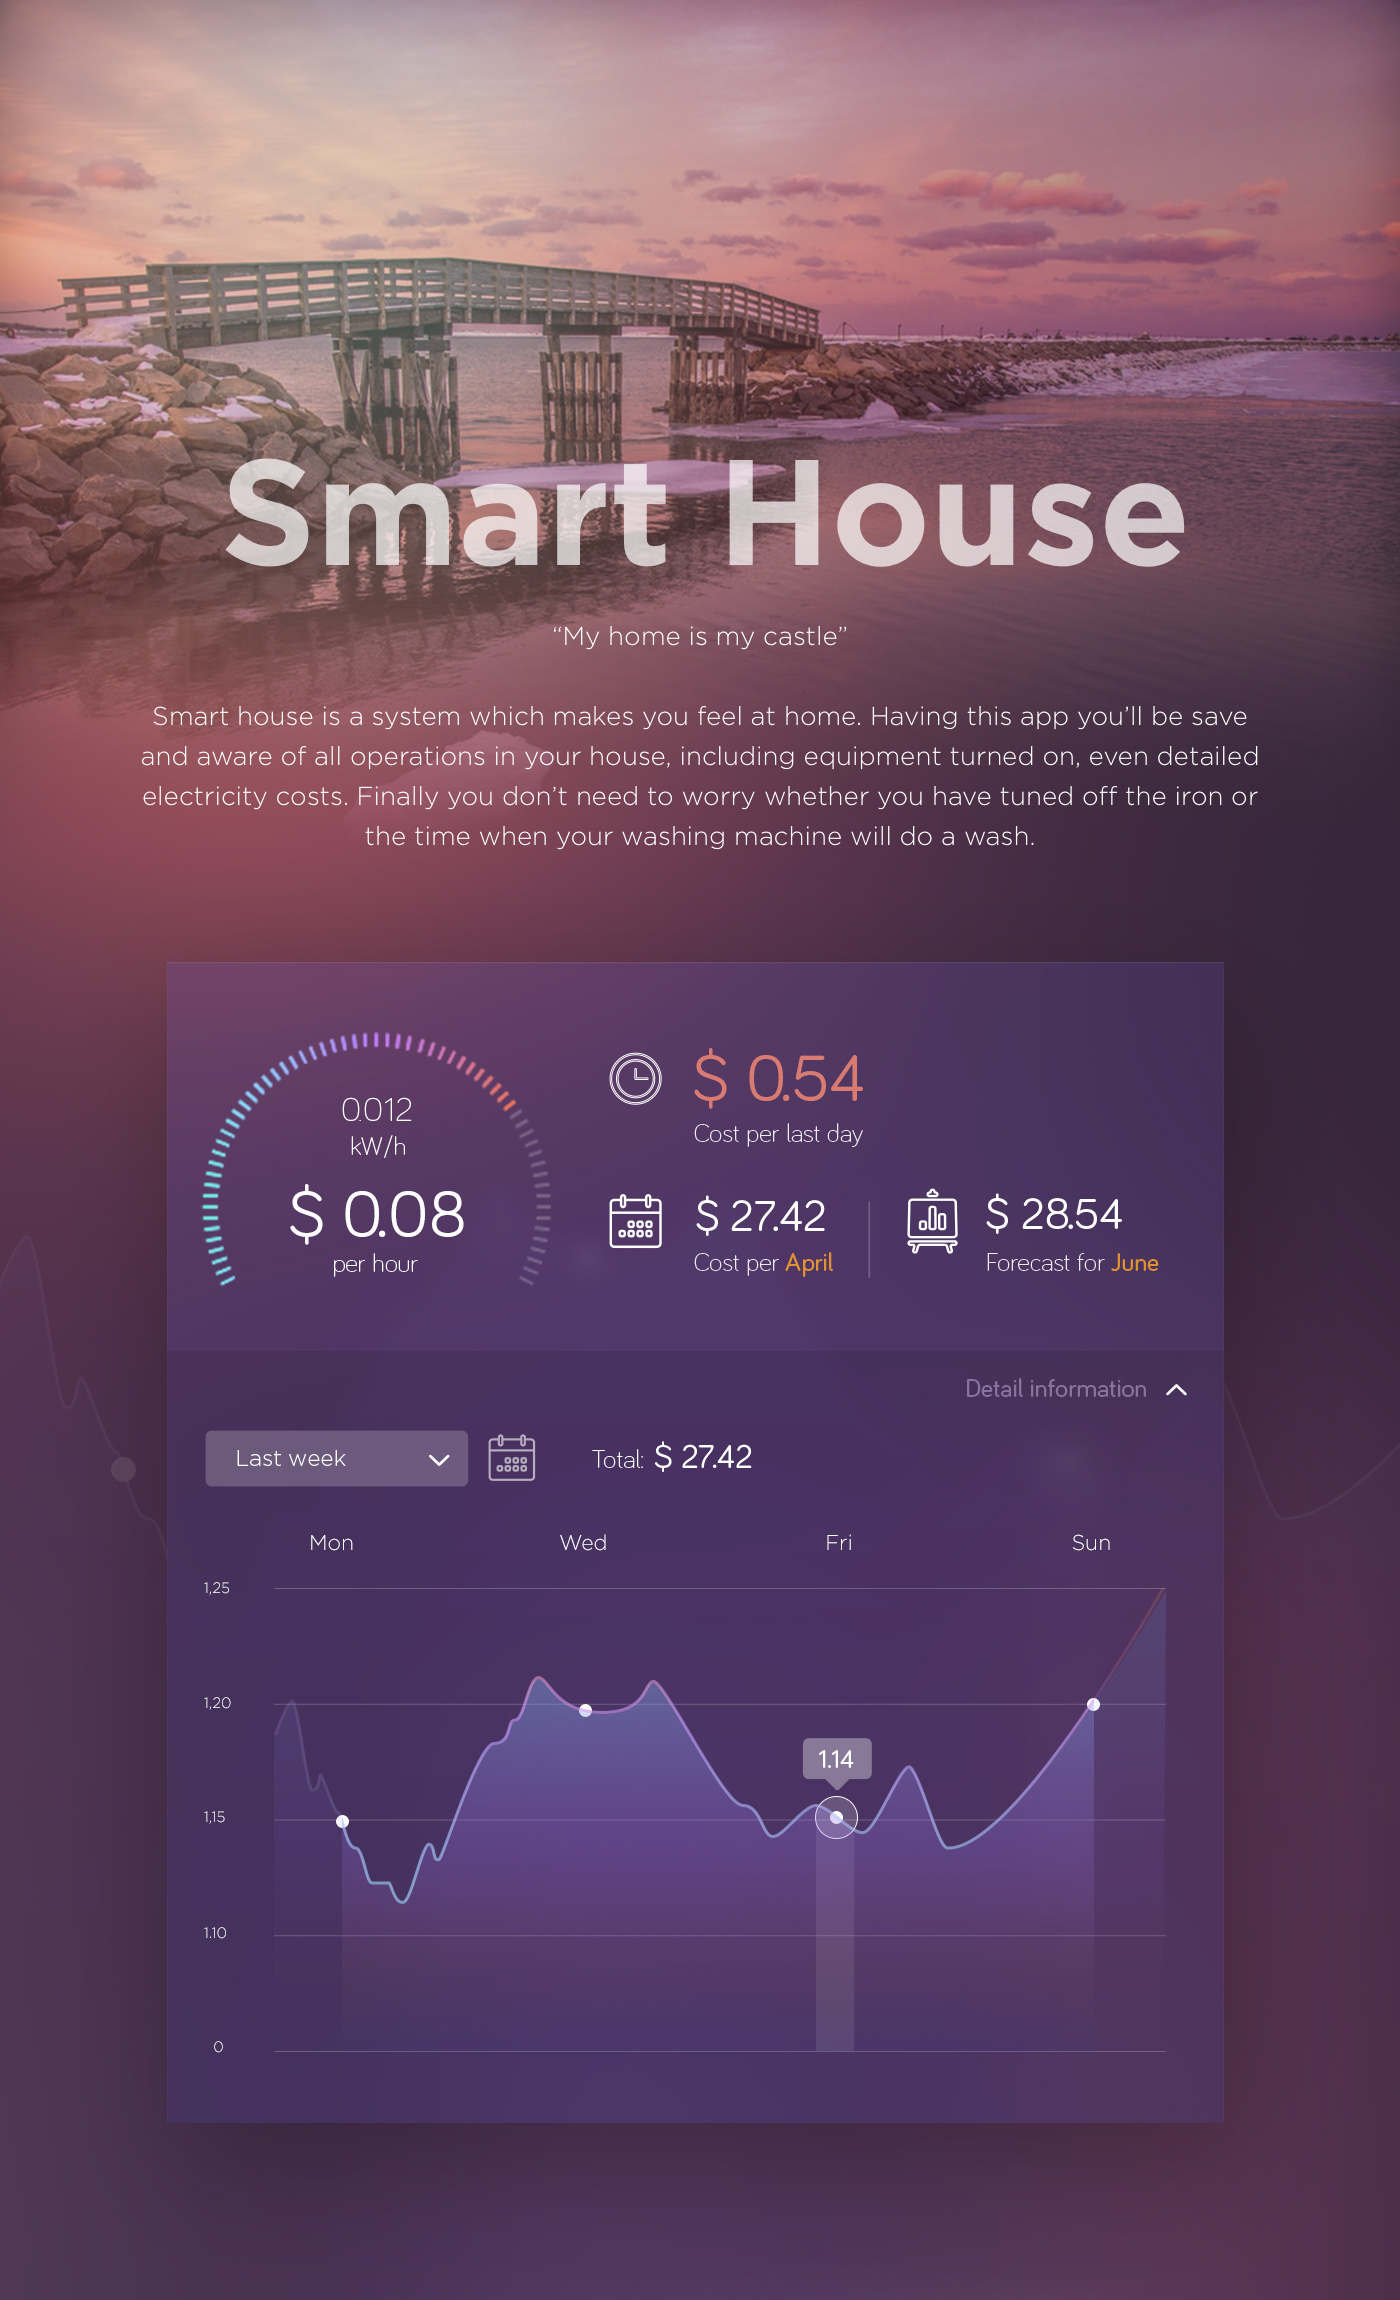 Smart House
“My home is my castle”
Smart house is a system which makes you feel at home. Having this app you’ll be save
and aware of all operations in your house, including equipment turned on, even detailed
electricity costs. Finally you don’t need to worry whether you have tuned off the iron or
the time when your washing machine will do a wash.
0.012
kW/h
$ 0.08
per hour
$ 0.54
Cost per last day
$ 27.42
Cost per April
$ 28.54
Forecast for June
Detail information
Last week
Total: $ 27.42
Mon Wed Fri Sun
1,25
1,20
1.14
1,15
1.10
0